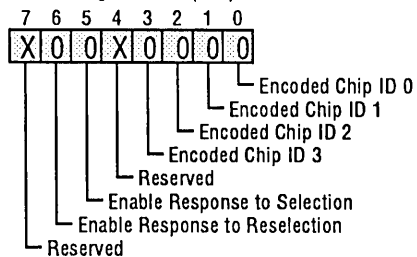 7 6 5 4 3 2 1 0
X 0 0 X 0 0 0 0
Encoded Chip ID 0
Encoded Chip ID 1
Encoded Chip ID 2
Encoded Chip ID 3
Reserved
Enable Response to Selection
Enable Response to Reselection
Reserved